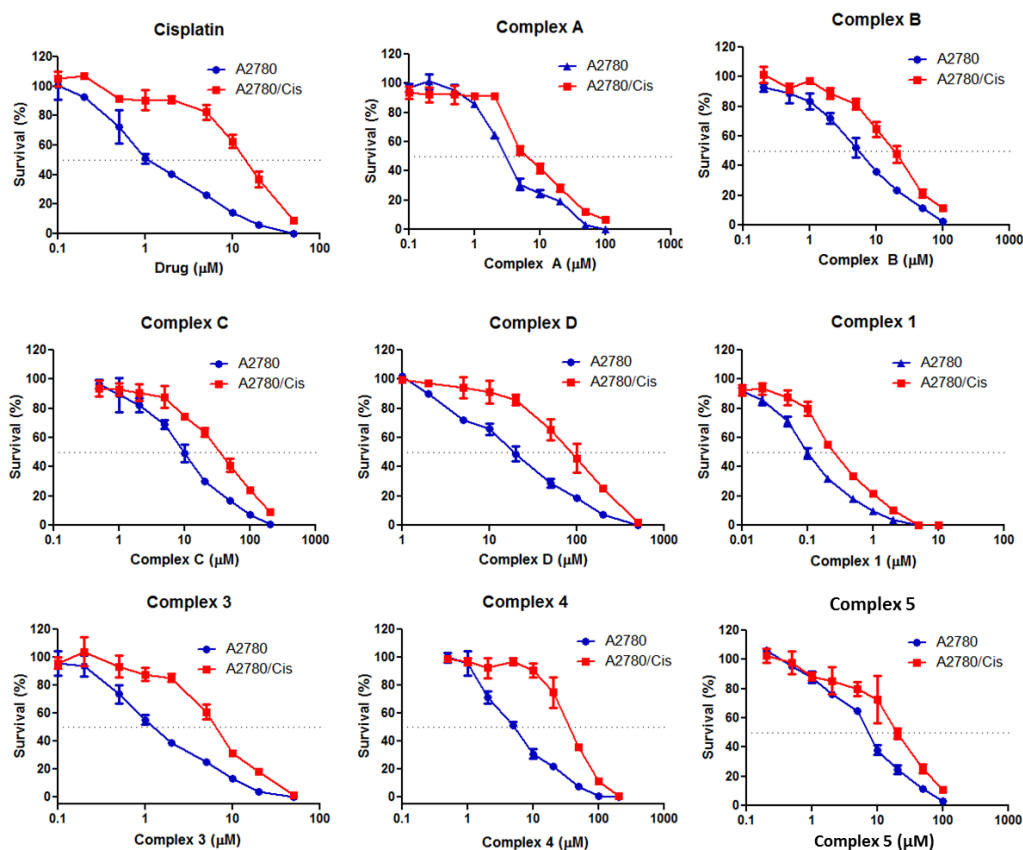 Cisplatin
120
100
80
60
40
20
0
Survival (%)
A2780
A2780/Cis
0.1 1 10 100
Drug (µM)
Complex A
120
100
80
60
40
20
0
Survival (%)
A2780
A2780/Cis
0.1 1 10 100 1000
Complex A (µM)
Complex B
120
100
80
60
40
20
0
Survival (%)
A2780
A2780/Cis
0.1 1 10 100 1000
Complex B (µM)
Complex C
120
100
80
60
40
20
0
Survival (%)
A2780
A2780/Cis
1 10 100 1000
Complex C (µM)
Complex D
120
100
80
60
40
20
0
Survival (%)
A2780
A2780/Cis
1 10 100 1000
Complex D (µM)
Complex 1
120
100
80
60
40
20
0
Survival (%)
A2780
A2780/Cis
0.01 0.1 1 10 100
Complex 1 (µM)
Complex 3
120
100
80
60
40
20
0
Survival (%)
A2780
A2780/Cis
0.1 1 10 100
Complex 3 (µM)
Complex 4
120
100
80
60
40
20
0
Survival (%)
A2780
A2780/Cis
0.1 1 10 100 1000
Complex 4 (µM)
Complex 5
120
100
80
60
40
20
0
Survival (%)
A2780
A2780/Cis
0.1 1 10 100 1000
Complex 5 (µM)